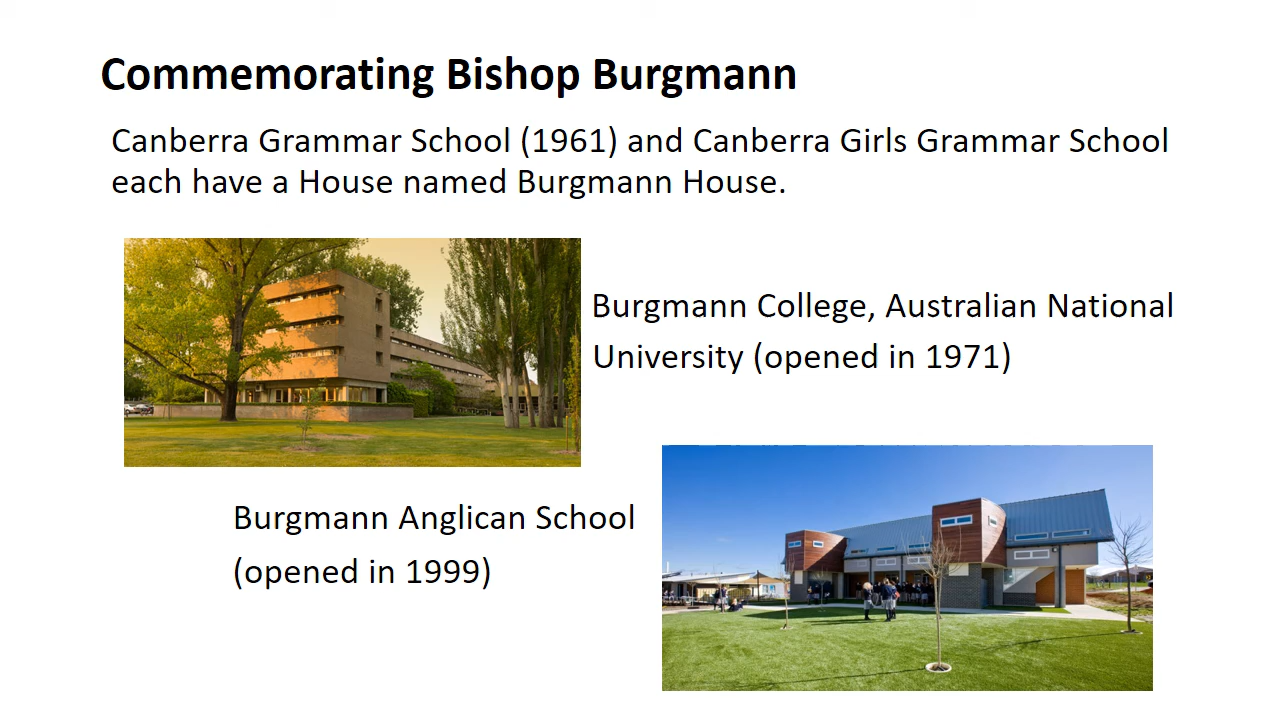 Commemorating Bishop Burgmann
Canberra Grammar School (1961) and Canberra Girls Grammar School
each have a House named Burgmann House.
Burgmann College, Australian National
University (opened in 1971)
Burgmann Anglican School
(opened in 1999)